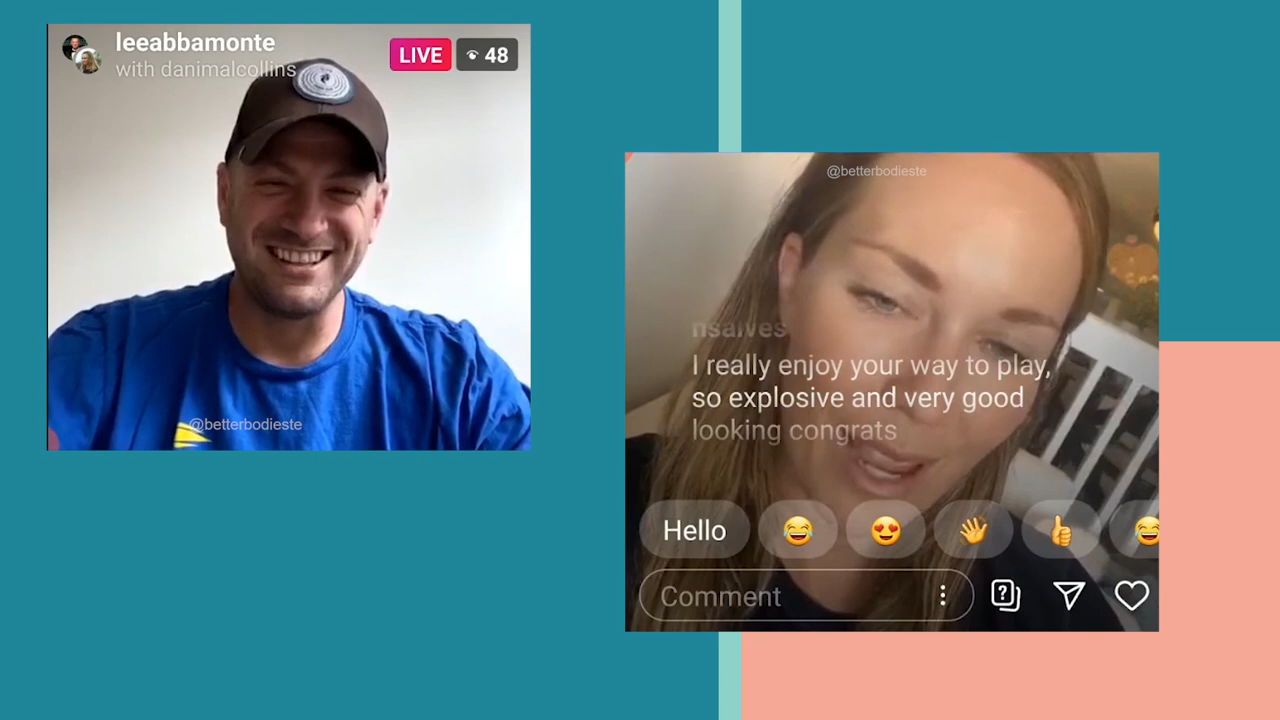 leeabbamonte
with danimalcollins
LIVE
48
@betterbodieste
@betterbodieste
nsalves
I really enjoy your way to play,
so explosive and very good
looking congrats
Hello
Comment